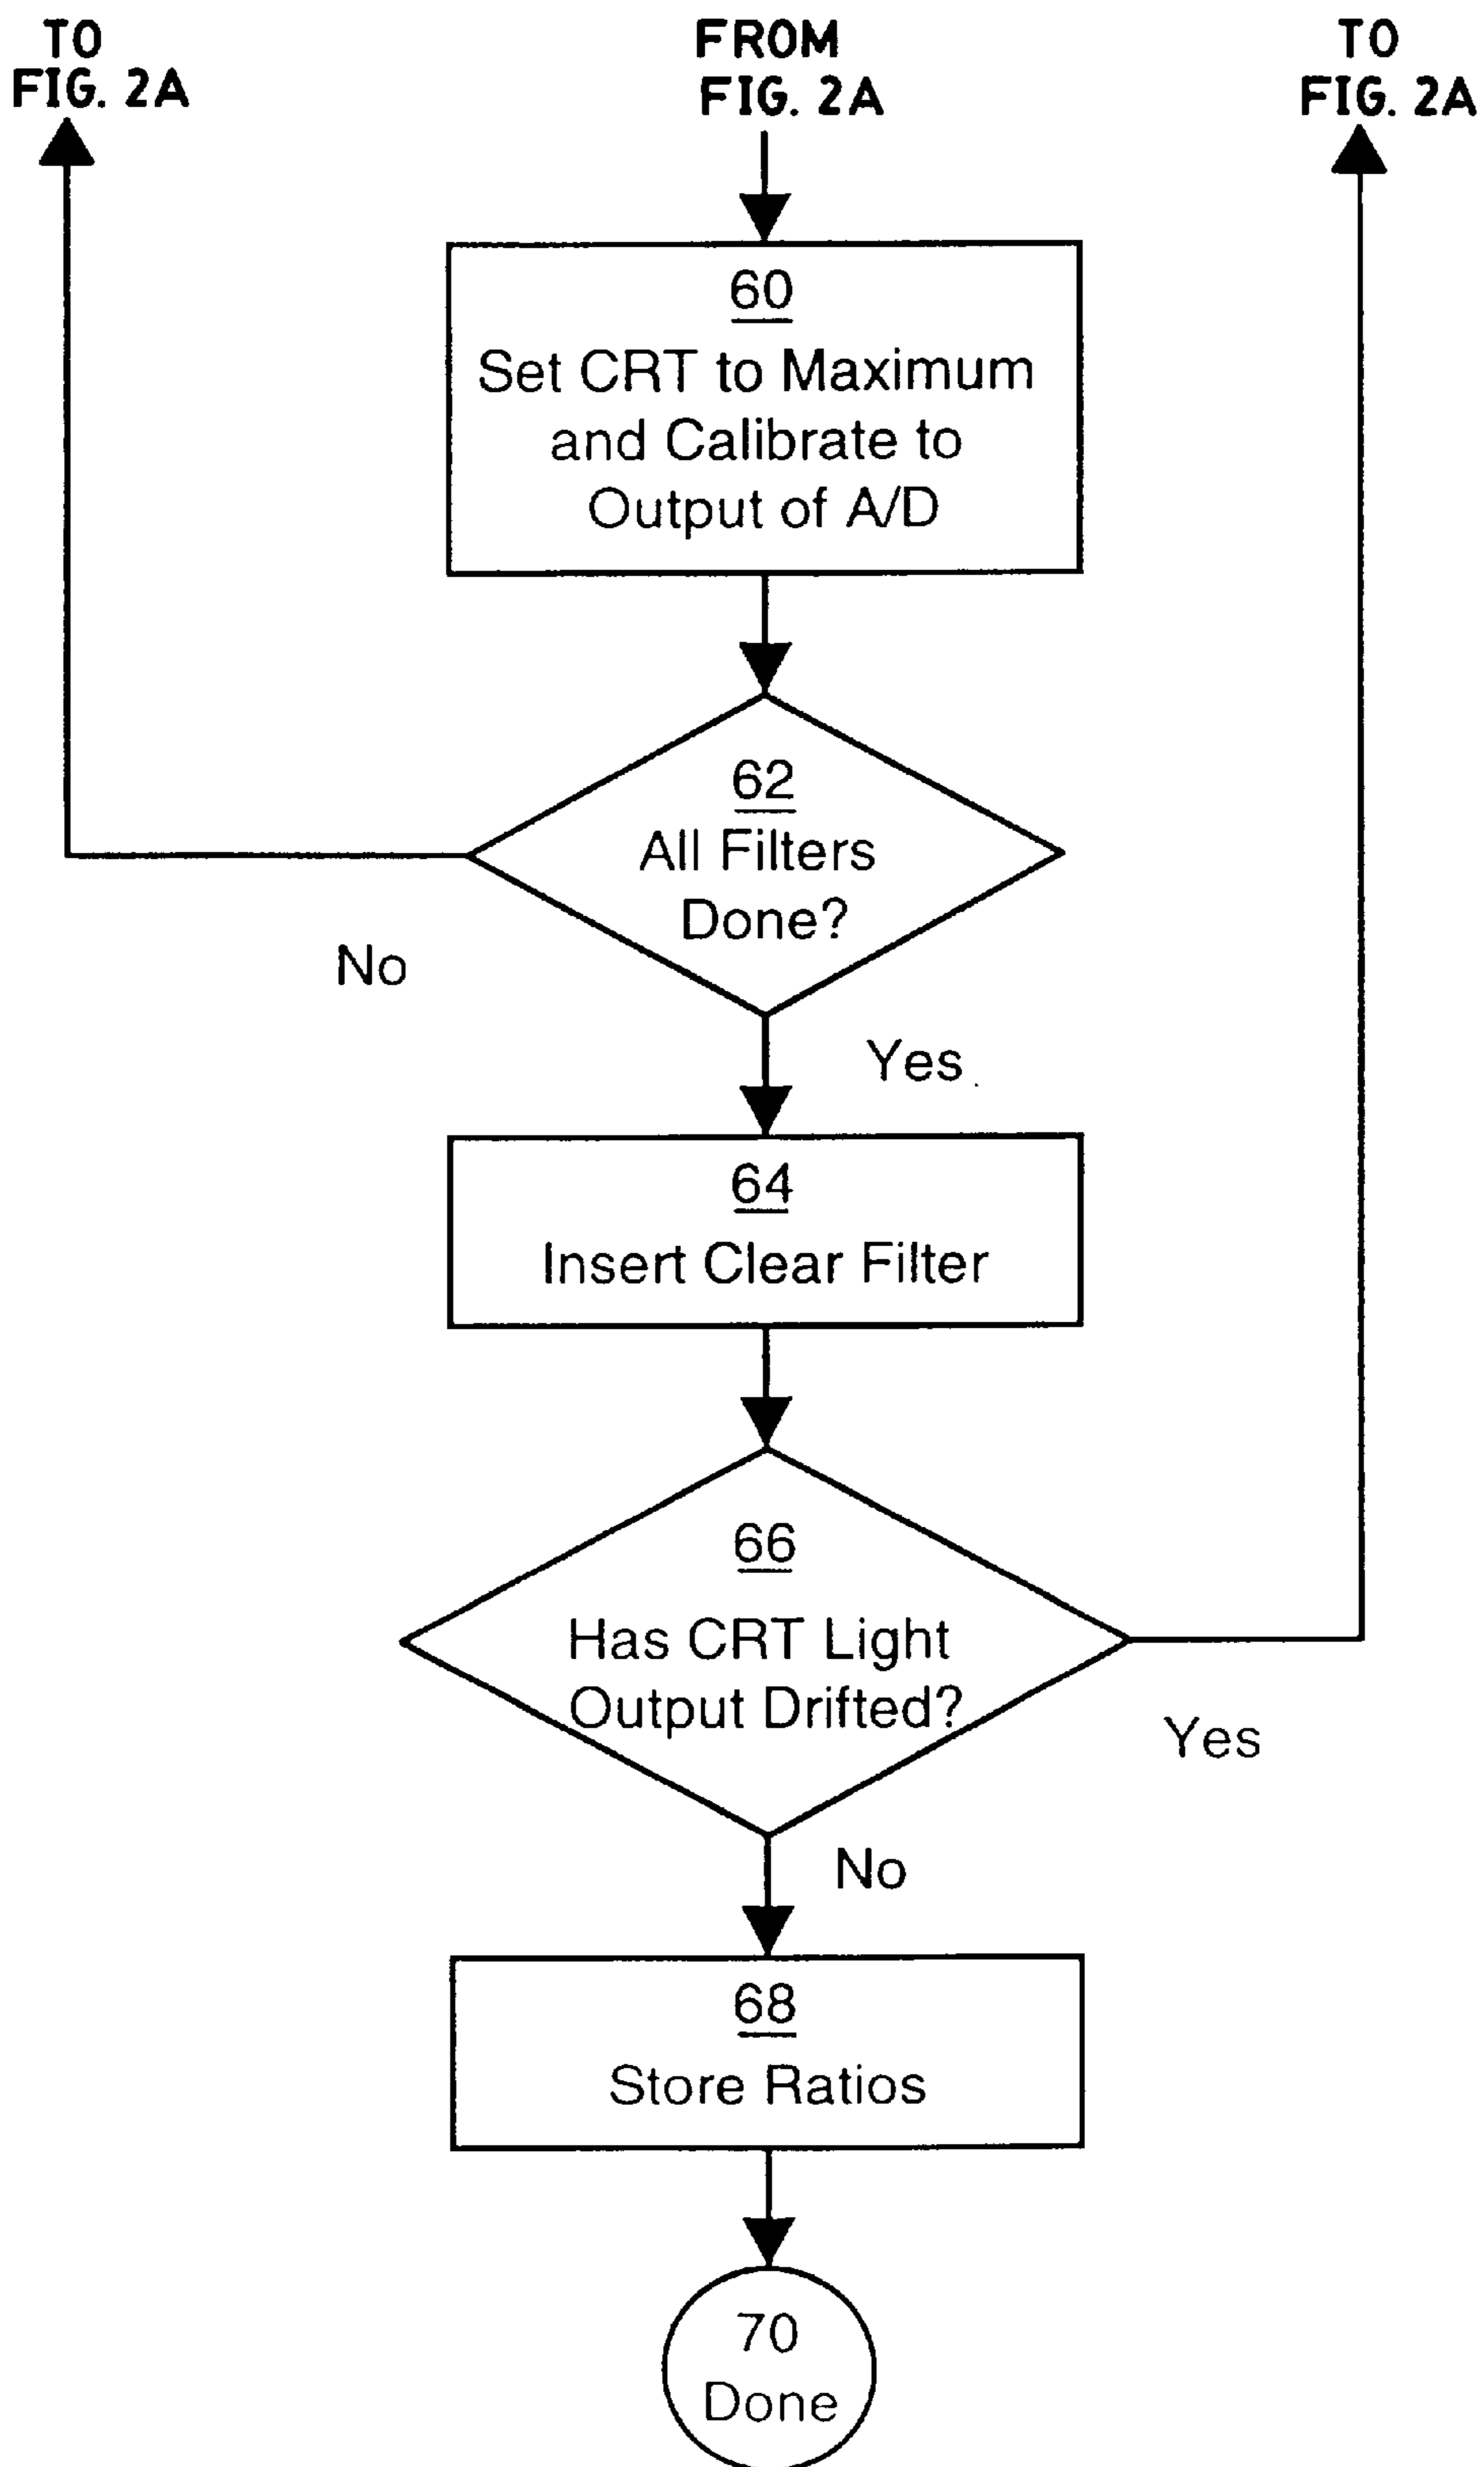 TO
FIG. 2A
FROM
FIG. 2A
TO
FIG. 2A
60
Set CRT to Maximum
and Calibrate to
Output of A/D
62
All Filters
Done?
No
Yes
64
Insert Clear Filter
66
Has CRT Light
Output Drifted?
Yes
No
68
Store Ratios
70
Done